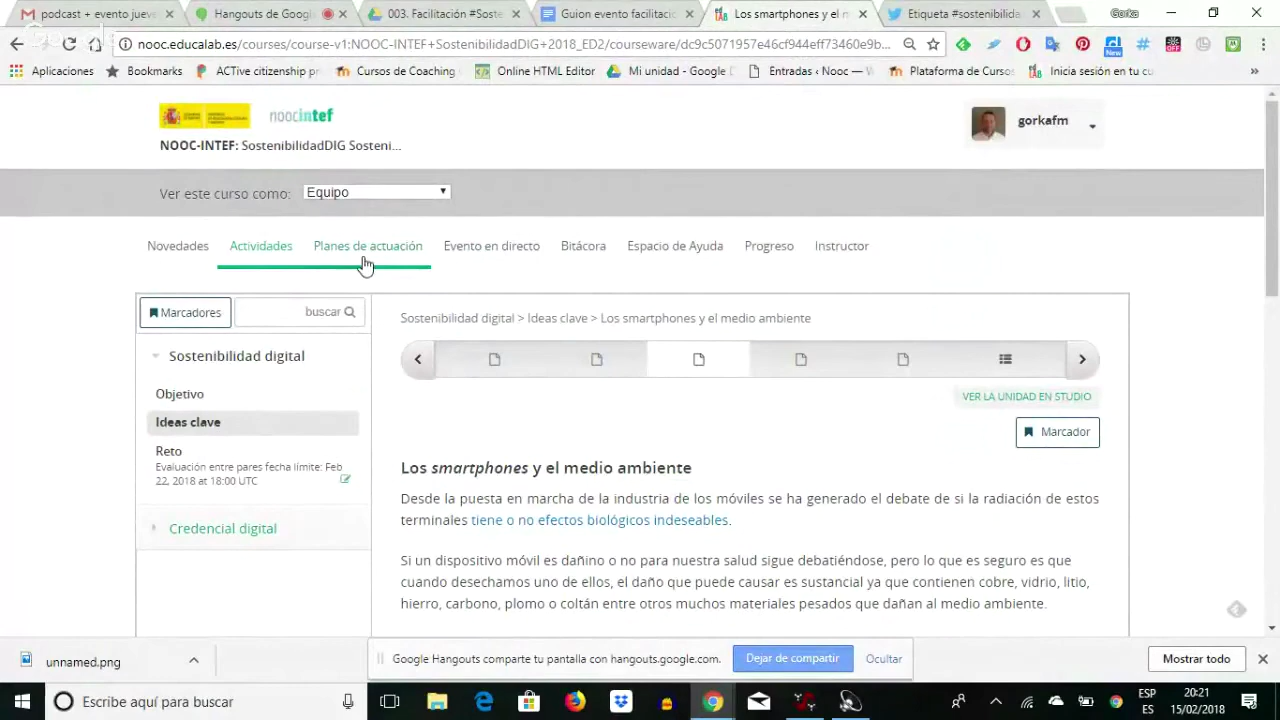 podcast + evento jueve
Hangouts de Google
003. Facilitación #Soste
Guion evento facilitaci
Los smartphones y el m
Etiqueta #sostenibilida
Gorka
nooc.educalab.es/courses/course-v1:NOOC-INTEF+SostenibilidadDIG+2018_ED2/courseware/dc9c5071957e46cf944eff73460e9b...
Aplicaciones
Bookmarks
ACTive citizenship pr
Cursos de Coaching
Online HTML Editor
Mi unidad - Google D
Entradas ‹ Nooc — W
Plataforma de Cursos
Inicia sesión en tu cu
noocintef
gorkafm
NOOC-INTEF: SostenibilidadDIG Sosteni...
Ver este curso como: Equipo
Novedades
Actividades
Planes de actuación
Evento en directo
Bitácora
Espacio de Ayuda
Progreso
Instructor
Marcadores
buscar
Sostenibilidad digital
Objetivo
Ideas clave
Reto
Evaluación entre pares fecha límite: Feb
22, 2018 at 18:00 UTC
Credencial digital
Sostenibilidad digital > Ideas clave > Los smartphones y el medio ambiente
VER LA UNIDAD EN STUDIO
Marcador
Los smartphones y el medio ambiente
Desde la puesta en marcha de la industria de los móviles se ha generado el debate de si la radiación de estos
terminales tiene o no efectos biológicos indeseables.
Si un dispositivo móvil es dañino o no para nuestra salud sigue debatiéndose, pero lo que es seguro es que
cuando desechamos uno de ellos, el daño que puede causar es sustancial ya que contienen cobre, vidrio, litio,
hierro, carbono, plomo o coltán entre otros muchos materiales pesados que dañan al medio ambiente.
unnamed.png
Google Hangouts comparte tu pantalla con hangouts.google.com.
Dejar de compartir
Ocultar
Mostrar todo
Escribe aquí para buscar
ESP
ES
20:21
15/02/2018